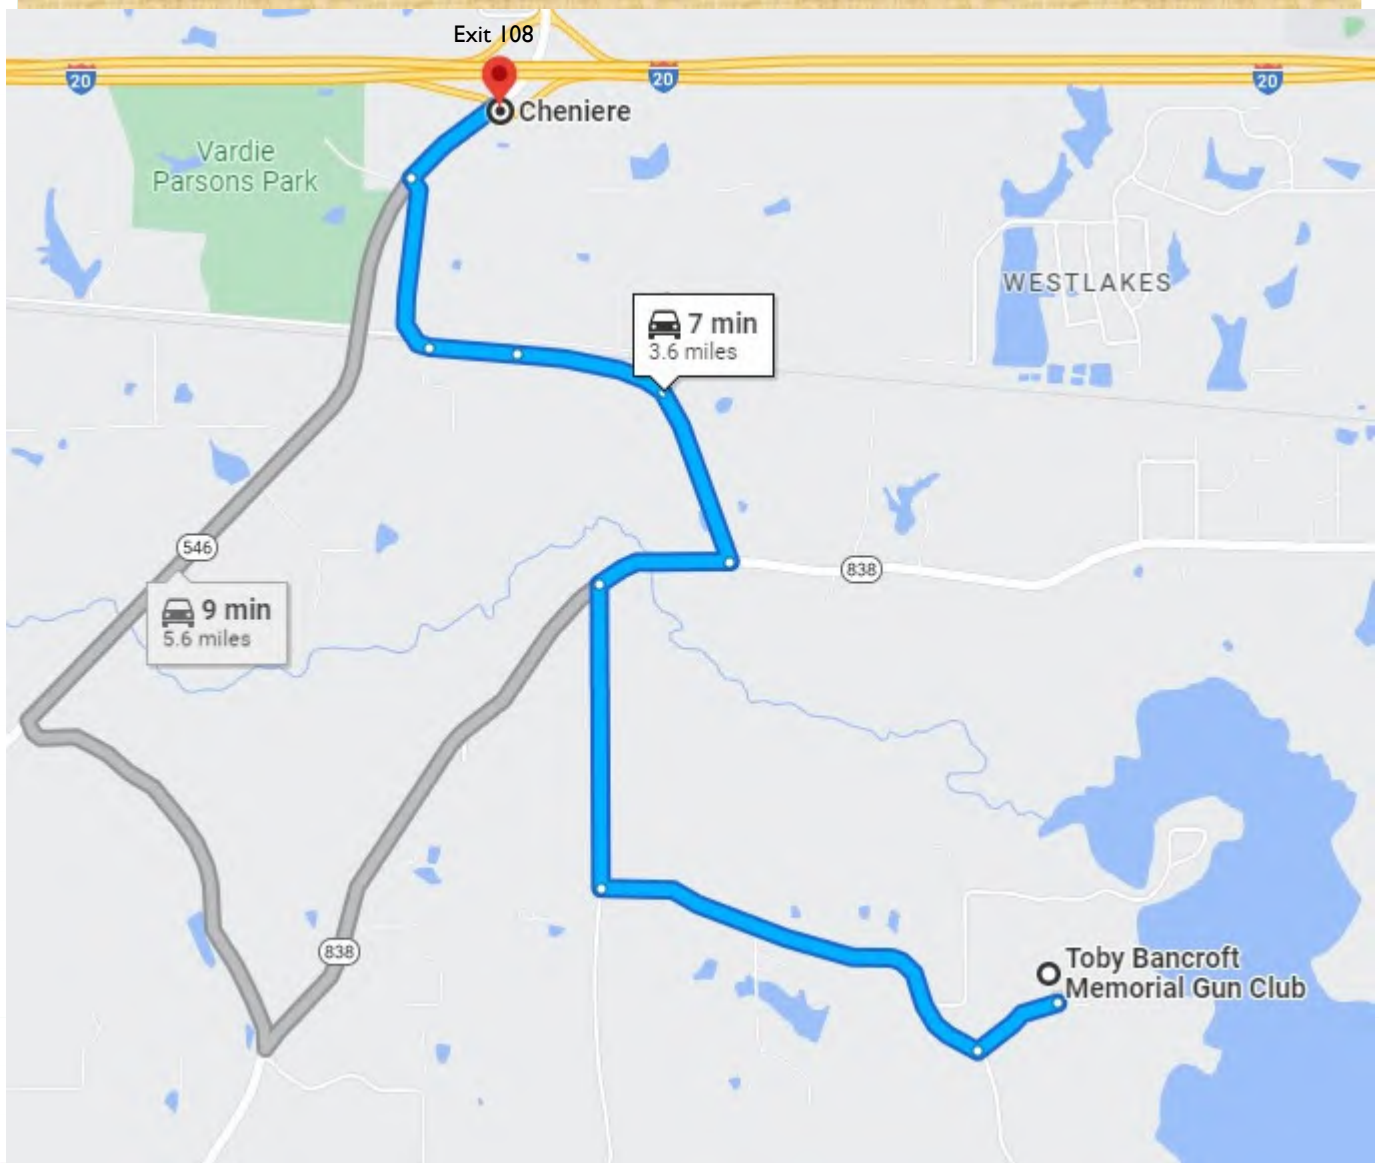 Exit 108
20
20
20
Cheniere
Vardie
Parsons Park
WESTLAKES
7 min
3.6 miles
546
838
9 min
5.6 miles
838
Toby Bancroft
Memorial Gun Club